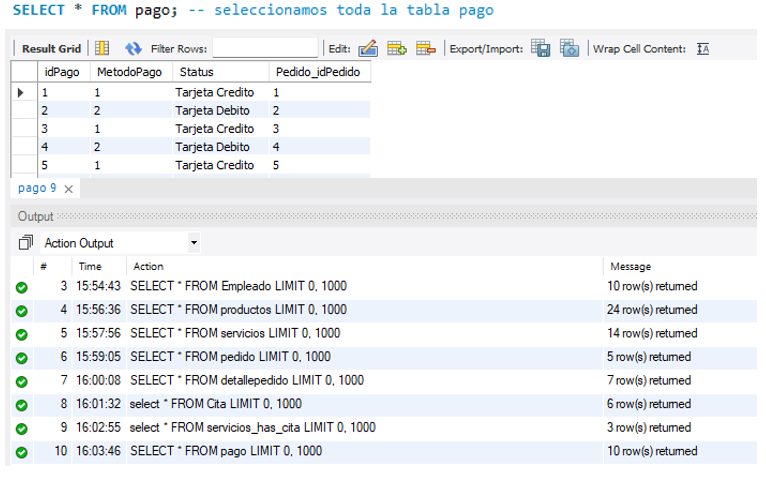 SELECT * FROM pago; -- seleccionamos toda la tabla pago
Result Grid Filter Rows: Edit: Export/Import: Wrap Cell Content:
idPago MetodoPago Status Pedido_idPedido
1 1 Tarjeta Credito 1
2 2 Tarjeta Debito 2
3 1 Tarjeta Credito 3
4 2 Tarjeta Debito 4
5 1 Tarjeta Credito 5
pago 9
Output
Action Output
# Time Action Message
3 15:54:43 SELECT * FROM Empleado LIMIT 0, 1000 10 row(s) returned
4 15:56:36 SELECT * FROM productos LIMIT 0, 1000 24 row(s) returned
5 15:57:56 SELECT * FROM servicios LIMIT 0, 1000 14 row(s) returned
6 15:59:05 SELECT * FROM pedido LIMIT 0, 1000 5 row(s) returned
7 16:00:08 SELECT * FROM detallepedido LIMIT 0, 1000 7 row(s) returned
8 16:01:32 select * FROM Cita LIMIT 0, 1000 6 row(s) returned
9 16:02:55 select * FROM servicios_has_cita LIMIT 0, 1000 3 row(s) returned
10 16:03:46 SELECT * FROM pago LIMIT 0, 1000 10 row(s) returned